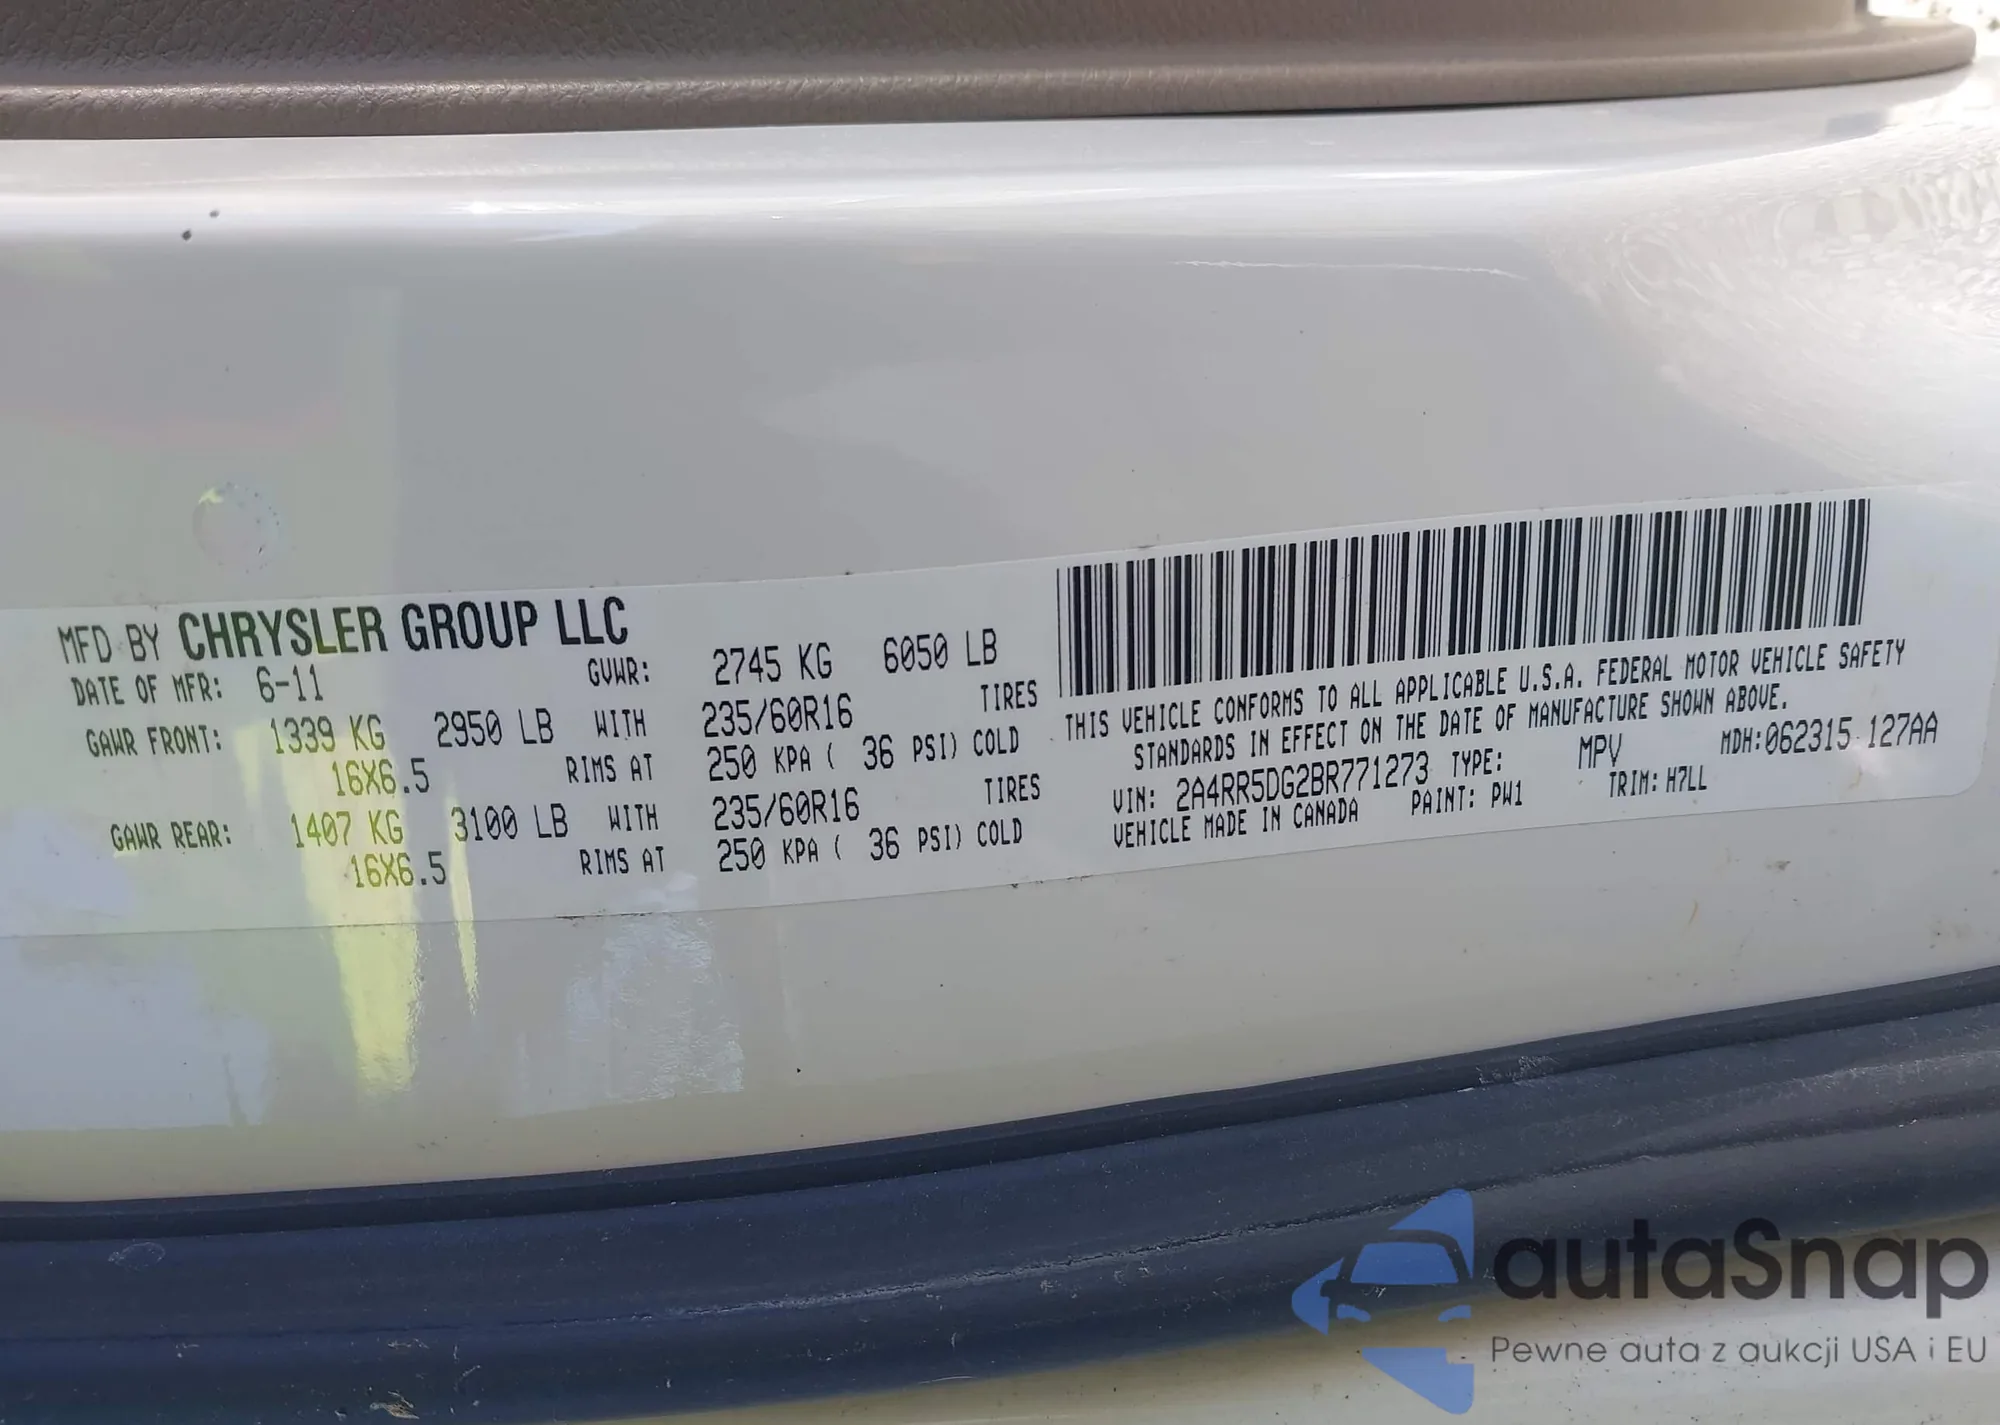 MFD BY CHRYSLER GROUP LLC
DATE OF MFR: 6-11 GVWR: 2745 KG 6050 LB
GAWR FRONT: 1339 KG 2950 LB WITH 235/60R16 TIRES
16X6.5 RIMS AT 250 KPA ( 36 PSI) COLD
GAWR REAR: 1407 KG 3100 LB WITH 235/60R16 TIRES
16X6.5 RIMS AT 250 KPA ( 36 PSI) COLD
THIS VEHICLE CONFORMS TO ALL APPLICABLE U.S.A. FEDERAL MOTOR VEHICLE SAFETY
STANDARDS IN EFFECT ON THE DATE OF MANUFACTURE SHOWN ABOVE.
VIN: 2A4RR5DG2BR771273 TYPE: MPV MDH:062315 127AA
VEHICLE MADE IN CANADA PAINT: PW1 TRIM: H7LL
autaSnap
Pewne auta z aukcji USA i EU